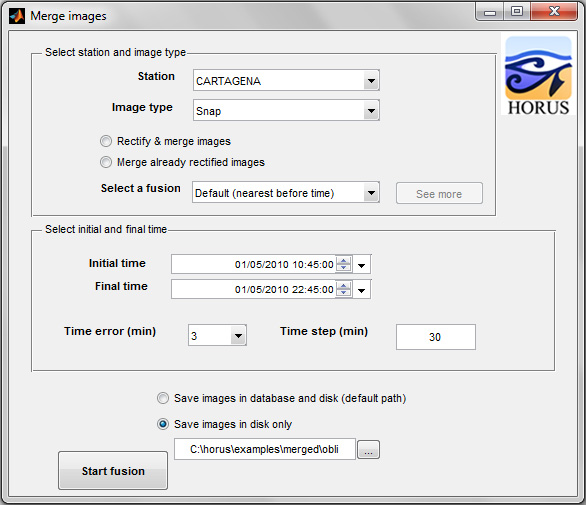 Merge images
Select station and image type
Station
CARTAGENA
Image type
Snap
HORUS
Rectify & merge images
Merge already rectified images
Select a fusion
Default (nearest before time)
See more
Select initial and final time
Initial time
01/05/2010 10:45:00
Final time
01/05/2010 22:45:00
Time error (min)
3
Time step (min)
30
Save images in database and disk (default path)
Save images in disk only
C:\horus\examples\merged\obli
...
Start fusion